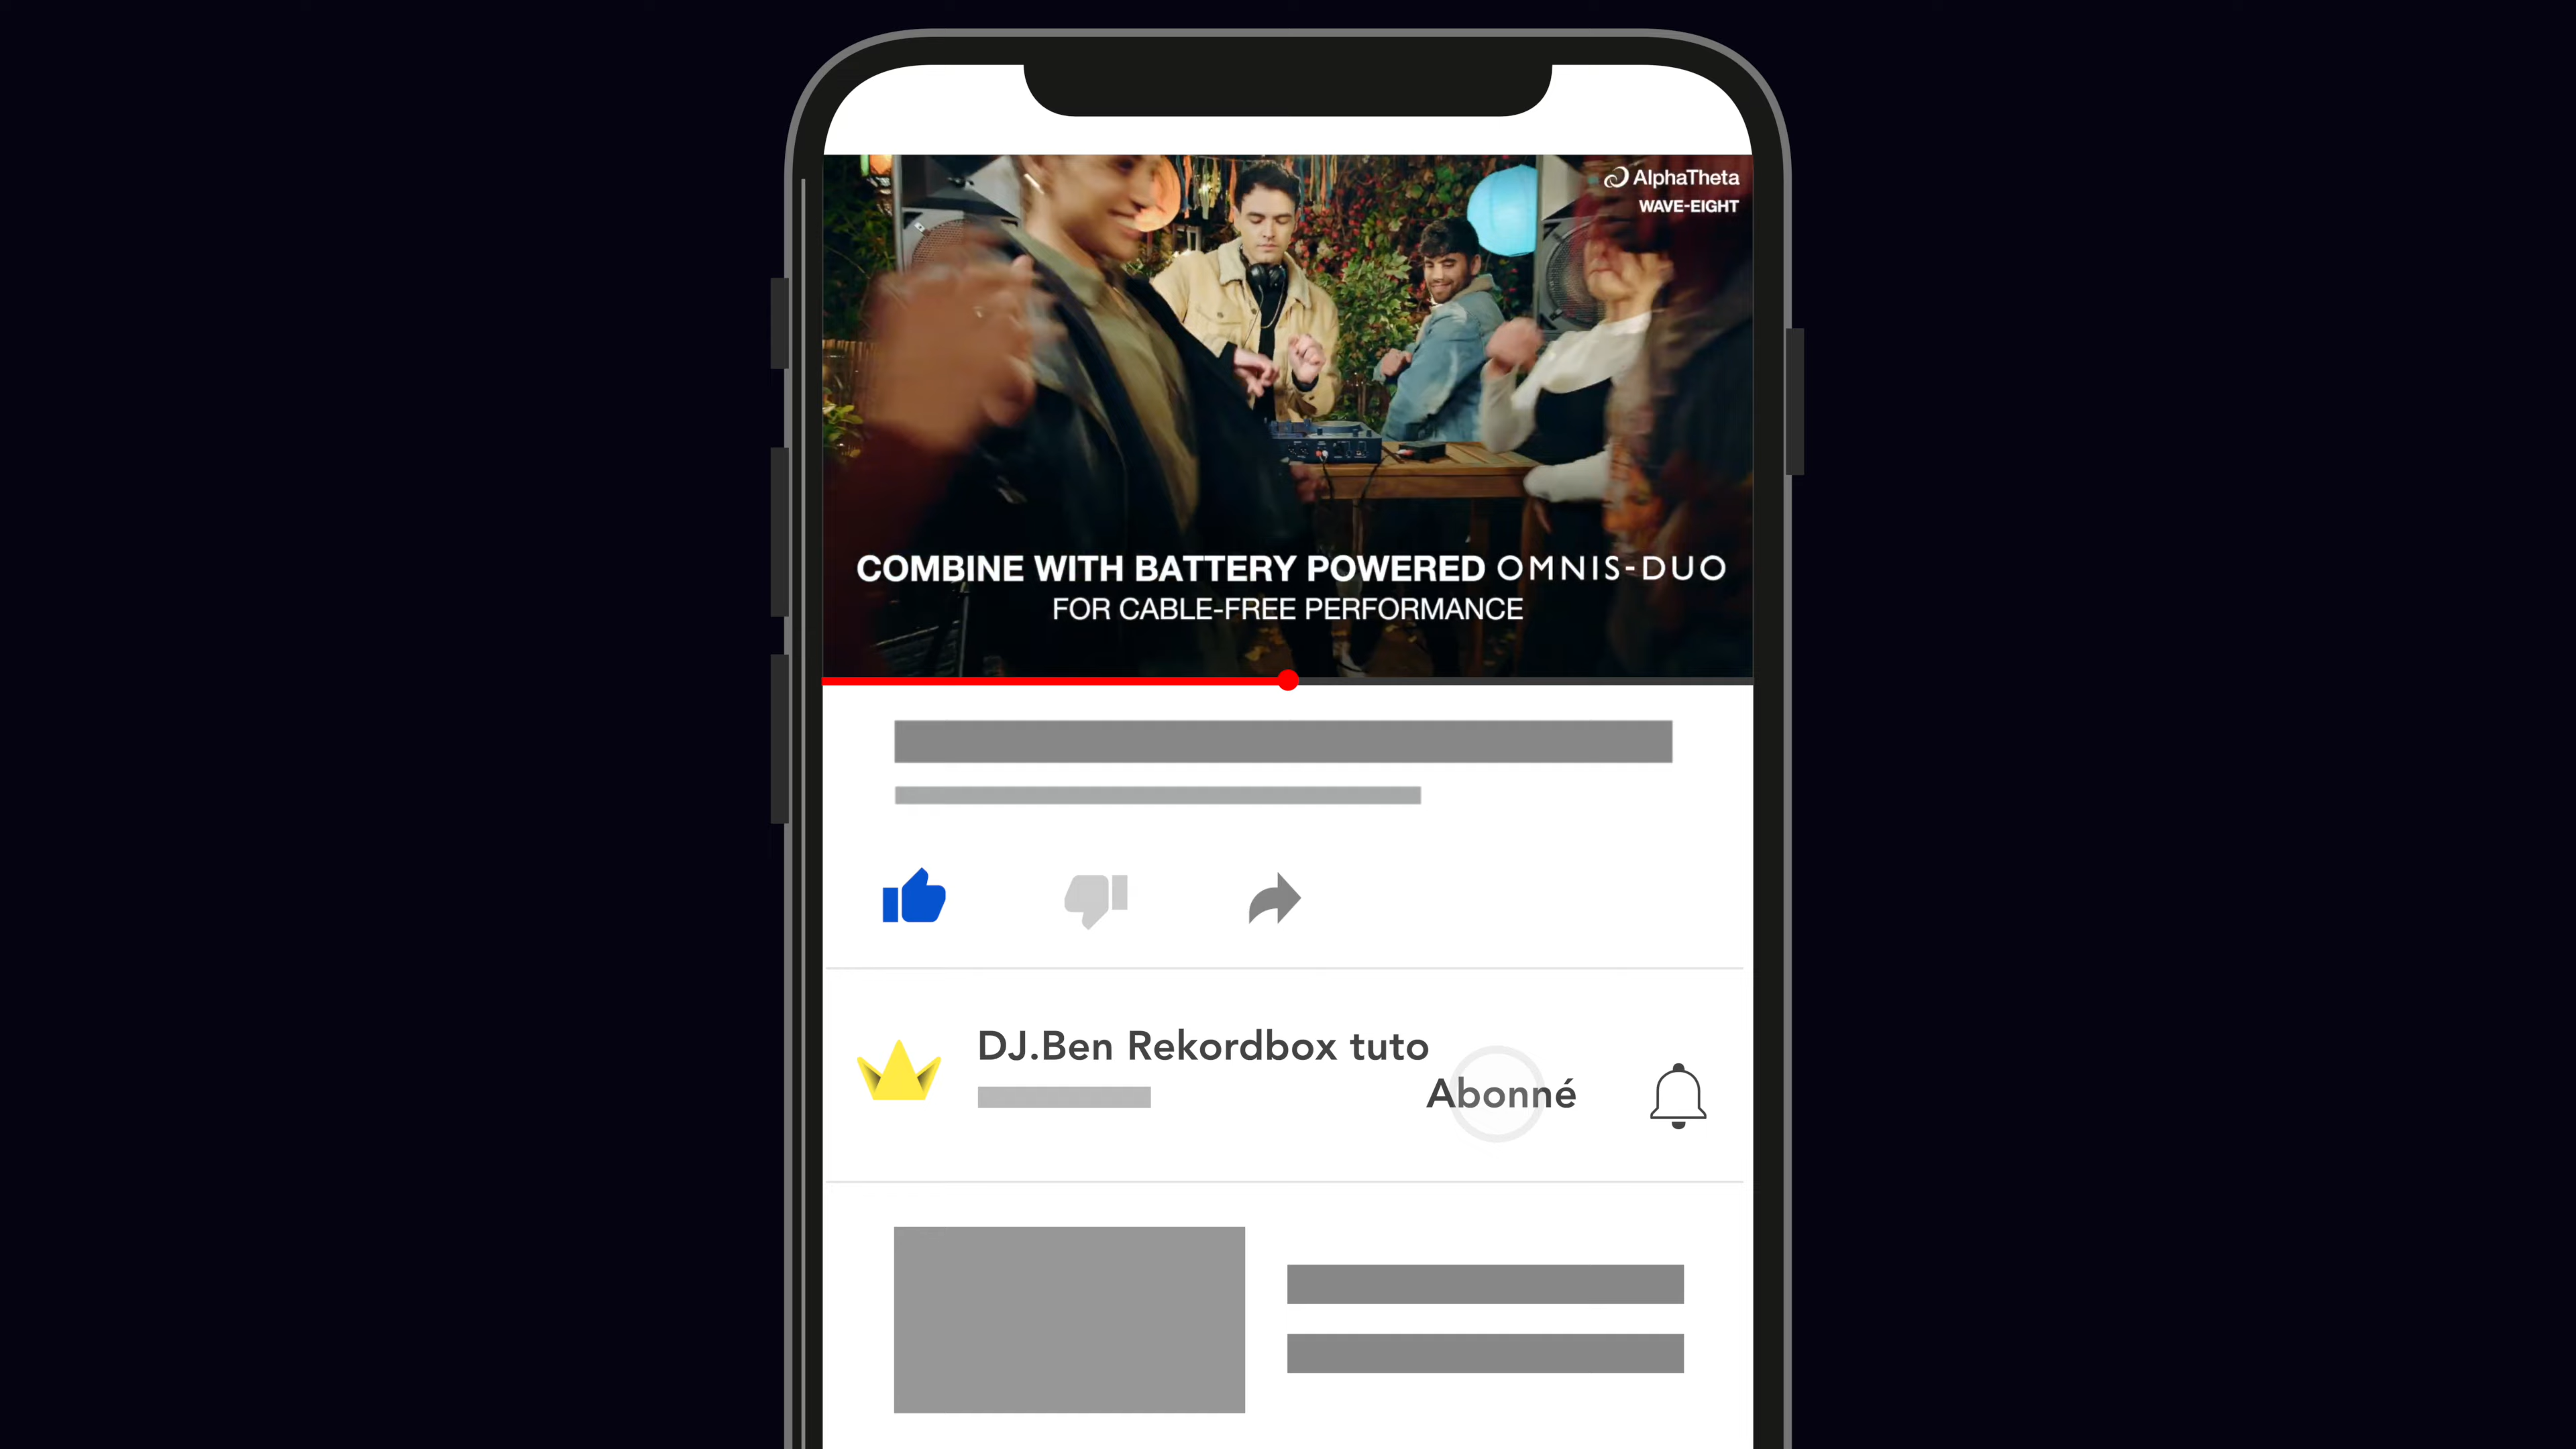 AlphaTheta
WAVE-EIGHT
COMBINE WITH BATTERY POWERED OMNIS-DUO
FOR CABLE-FREE PERFORMANCE
DJ.Ben Rekordbox tuto
Abonné